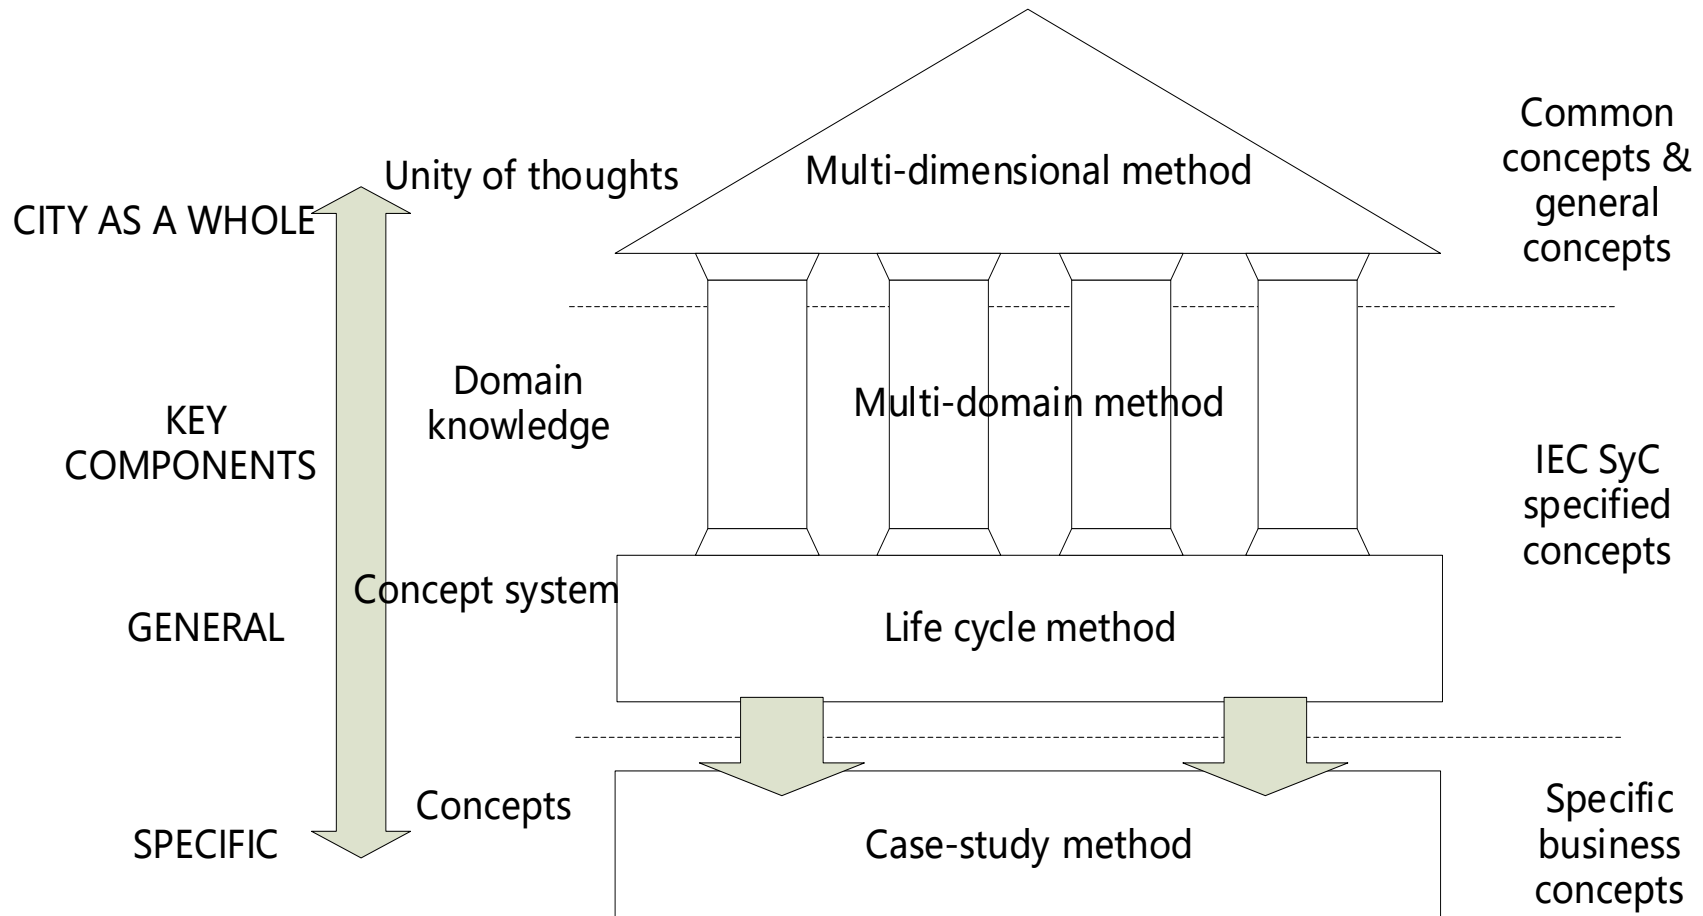 Common
concepts &
general
concepts
Unity of thoughts
Multi-dimensional method
CITY AS A WHOLE
Domain
knowledge
Multi-domain method
KEY
COMPONENTS
IEC SyC
specified
concepts
Concept system
GENERAL
Life cycle method
Concepts
SPECIFIC
Case-study method
Specific
business
concepts